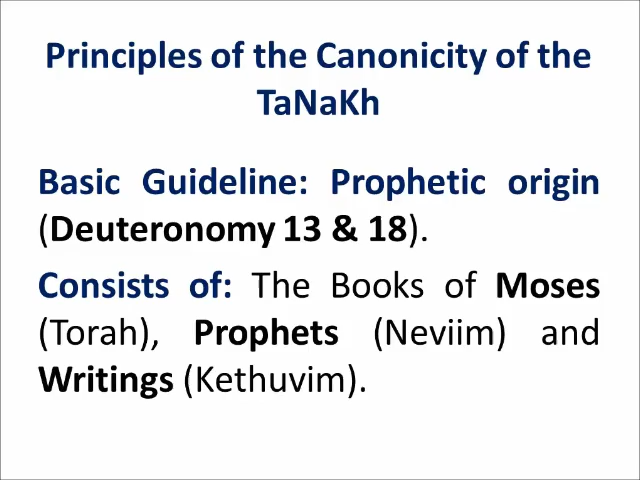 Principles of the Canonicity of the
TaNaKh
Basic Guideline: Prophetic origin
(Deuteronomy 13 & 18).
Consists of: The Books of Moses
(Torah), Prophets (Neviim) and
Writings (Kethuvim).